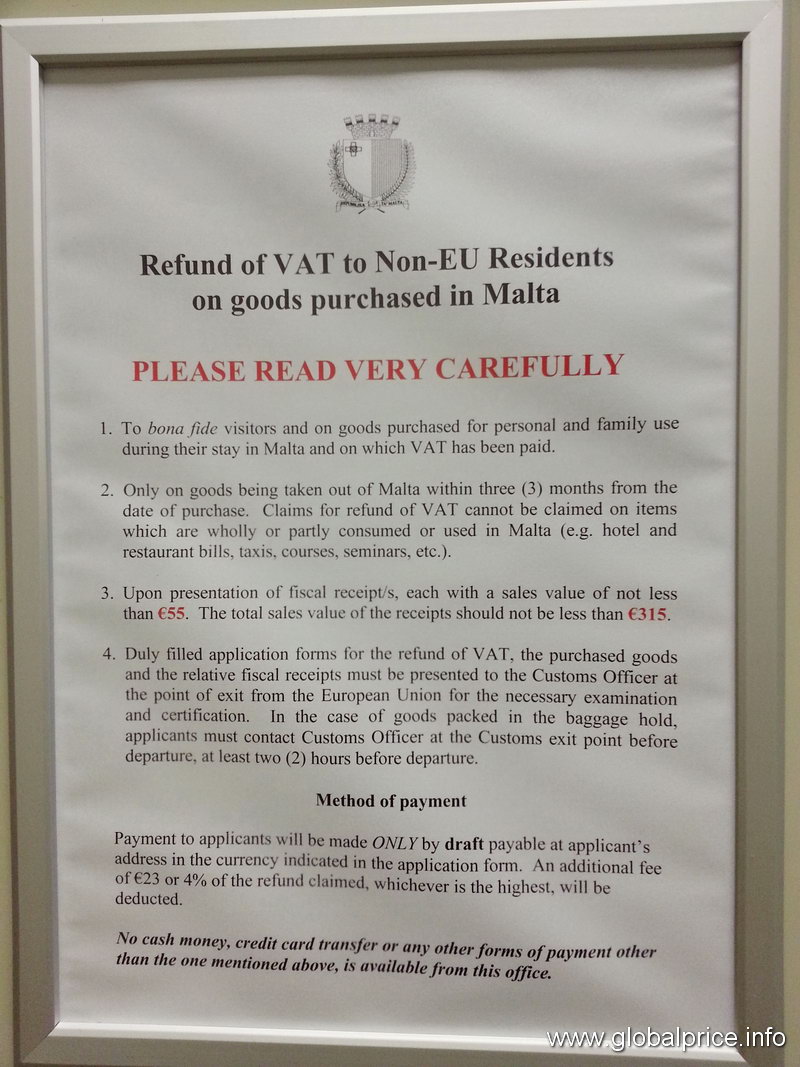 REPUBBLIKA TA' MALTA
Refund of VAT to Non-EU Residents
on goods purchased in Malta
PLEASE READ VERY CAREFULLY
1. To bona fide visitors and on goods purchased for personal and family use
during their stay in Malta and on which VAT has been paid.
2. Only on goods being taken out of Malta within three (3) months from the
date of purchase. Claims for refund of VAT cannot be claimed on items
which are wholly or partly consumed or used in Malta (e.g. hotel and
restaurant bills, taxis, courses, seminars, etc.).
3. Upon presentation of fiscal receipt/s, each with a sales value of not less
than €55. The total sales value of the receipts should not be less than €315.
4. Duly filled application forms for the refund of VAT, the purchased goods
and the relative fiscal receipts must be presented to the Customs Officer at
the point of exit from the European Union for the necessary examination
and certification. In the case of goods packed in the baggage hold,
applicants must contact Customs Officer at the Customs exit point before
departure, at least two (2) hours before departure.
Method of payment
Payment to applicants will be made ONLY by draft payable at applicant's
address in the currency indicated in the application form. An additional fee
of €23 or 4% of the refund claimed, whichever is the highest, will be
deducted.
No cash money, credit card transfer or any other forms of payment other
than the one mentioned above, is available from this office.
www.globalprice.info